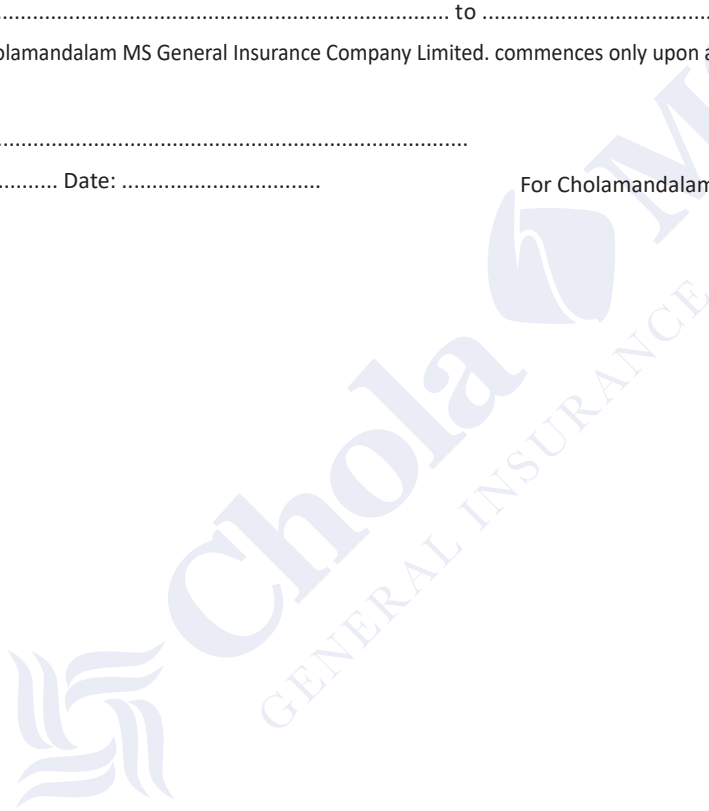 ........................................................................... to ......................................
olamandalam MS General Insurance Company Limited. commences only upon a
...............................................................................
.......... Date: .................................
For Cholamandalam
Chola M
GENERAL INSURANCE